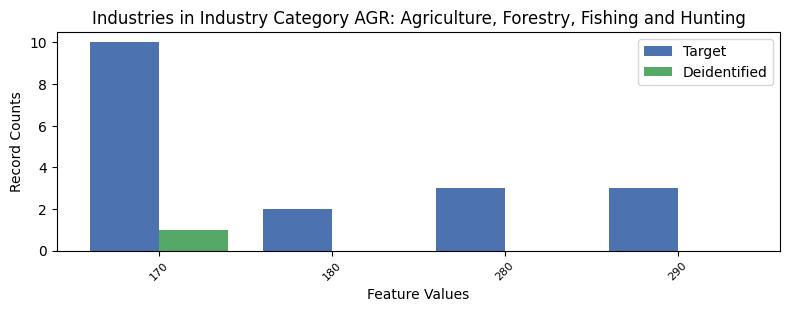 Industries in Industry Category AGR: Agriculture, Forestry, Fishing and Hunting
Target
Deidentified
Record Counts
10
8
6
4
2
0
170
180
280
290
Feature Values